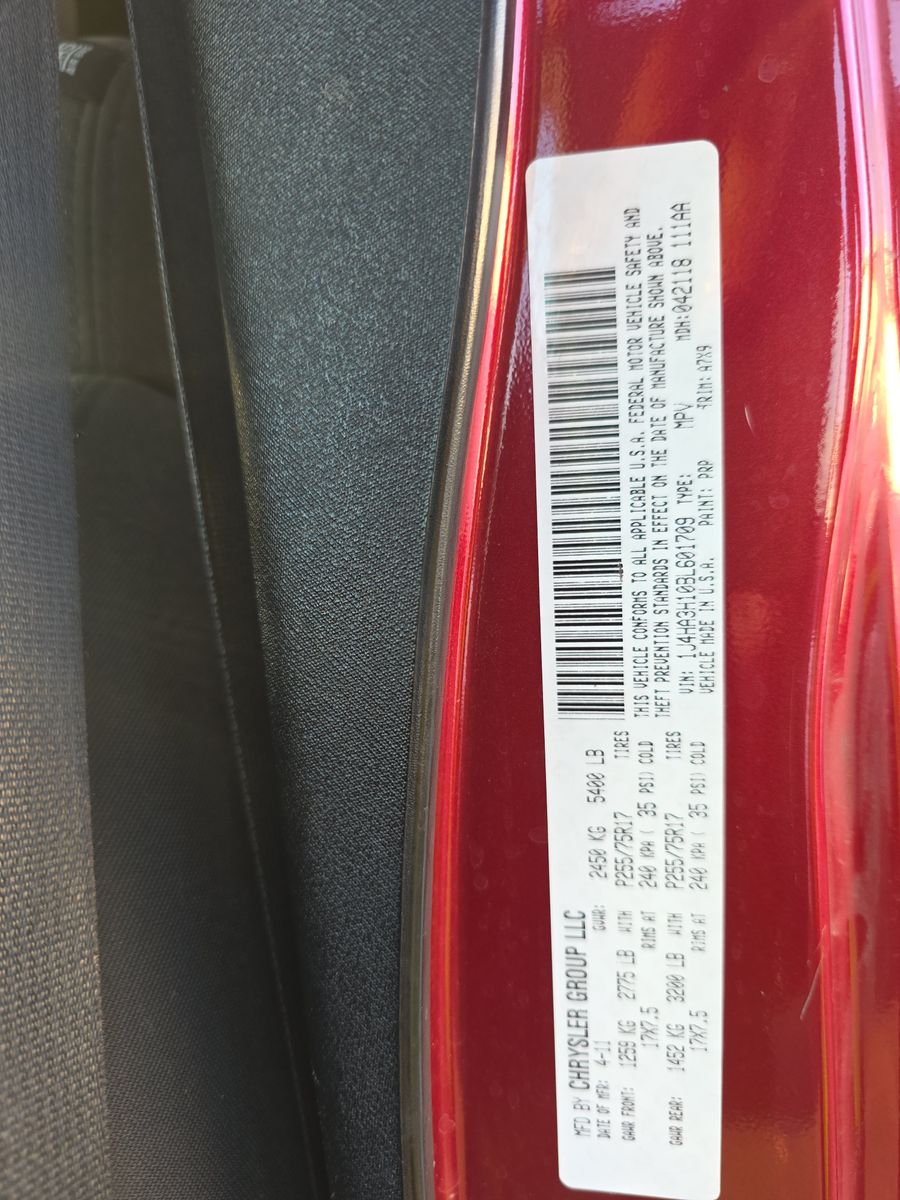 MFD BY CHRYSLER GROUP LLC
DATE OF MFR: 4-11 GVWR: 2450 KG 5400 LB
GAWR FRONT: 1259 KG 2775 LB WITH P255/75R17 TIRES
17X7.5 RIMS AT 240 KPA ( 35 PSI) COLD
GAWR REAR: 1452 KG 3200 LB WITH P255/75R17 TIRES
17X7.5 RIMS AT 240 KPA ( 35 PSI) COLD
THIS VEHICLE CONFORMS TO ALL APPLICABLE U.S.A. FEDERAL MOTOR VEHICLE SAFETY AND
THEFT PREVENTION STANDARDS IN EFFECT ON THE DATE OF MANUFACTURE SHOWN ABOVE.
VIN: 1J4HA3H10BL601709 TYPE: MPV MDH:042118 111AA
VEHICLE MADE IN U.S.A. PAINT: PRP TRIM: A7X9